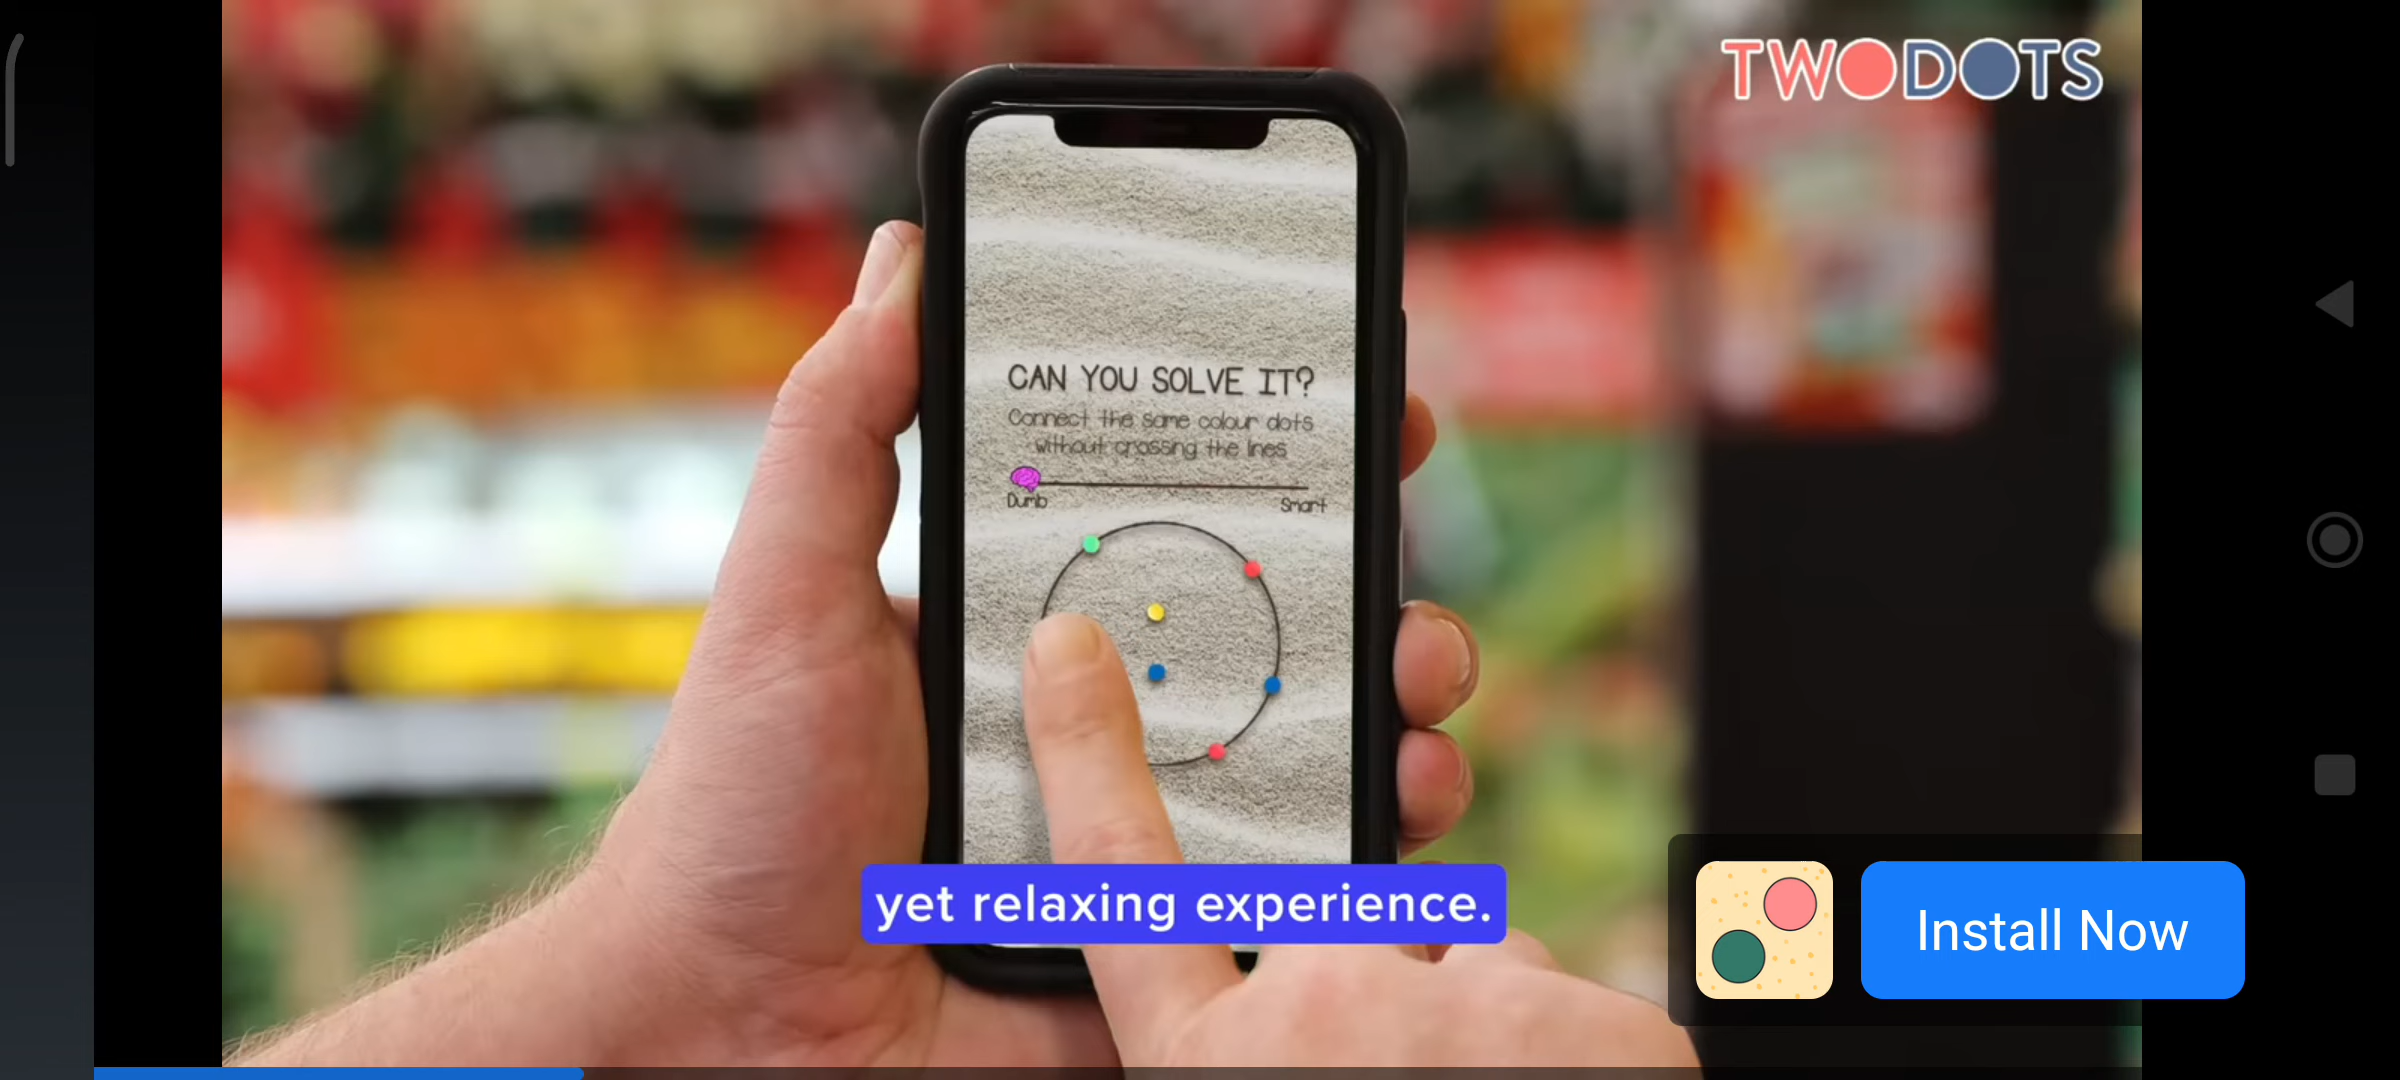 TWODOTS
CAN YOU SOLVE IT?
Connect the same colour dots
without crossing the lines
Dumb
Smart
yet relaxing experience.
Install Now